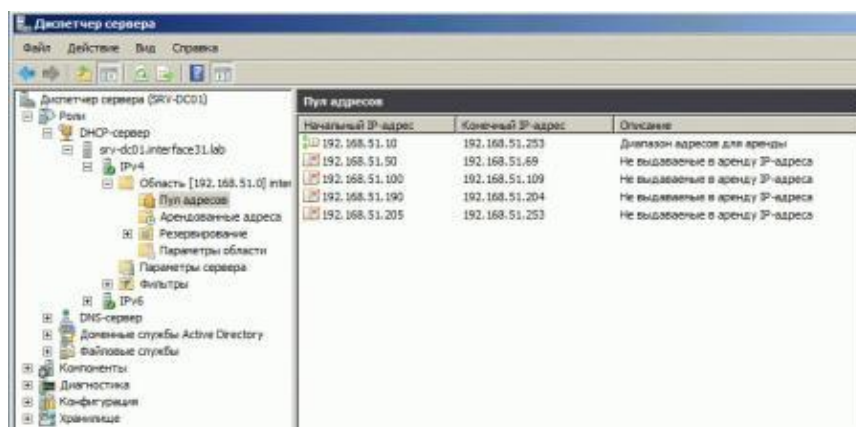 Диспетчер сервера
Файл Действие Вид Справка
Диспетчер сервера (SRV-DC01)
Роли
DHCP-сервер
srv-dc01.interface31.lab
IPv4
Область [192.168.51.0] inter
Пул адресов
Арендованные адреса
Резервирование
Параметры области
Параметры сервера
Фильтры
IPv6
DNS-сервер
Доменные службы Active Directory
Файловые службы
Компоненты
Диагностика
Конфигурация
Хранилище
Пул адресов
Начальный IP-адрес Конечный IP-адрес Описание
192.168.51.10 192.168.51.253 Диапазон адресов для аренды
192.168.51.50 192.168.51.69 Не выдаваемые в аренду IP-адреса
192.168.51.100 192.168.51.109 Не выдаваемые в аренду IP-адреса
192.168.51.190 192.168.51.204 Не выдаваемые в аренду IP-адреса
192.168.51.205 192.168.51.253 Не выдаваемые в аренду IP-адреса